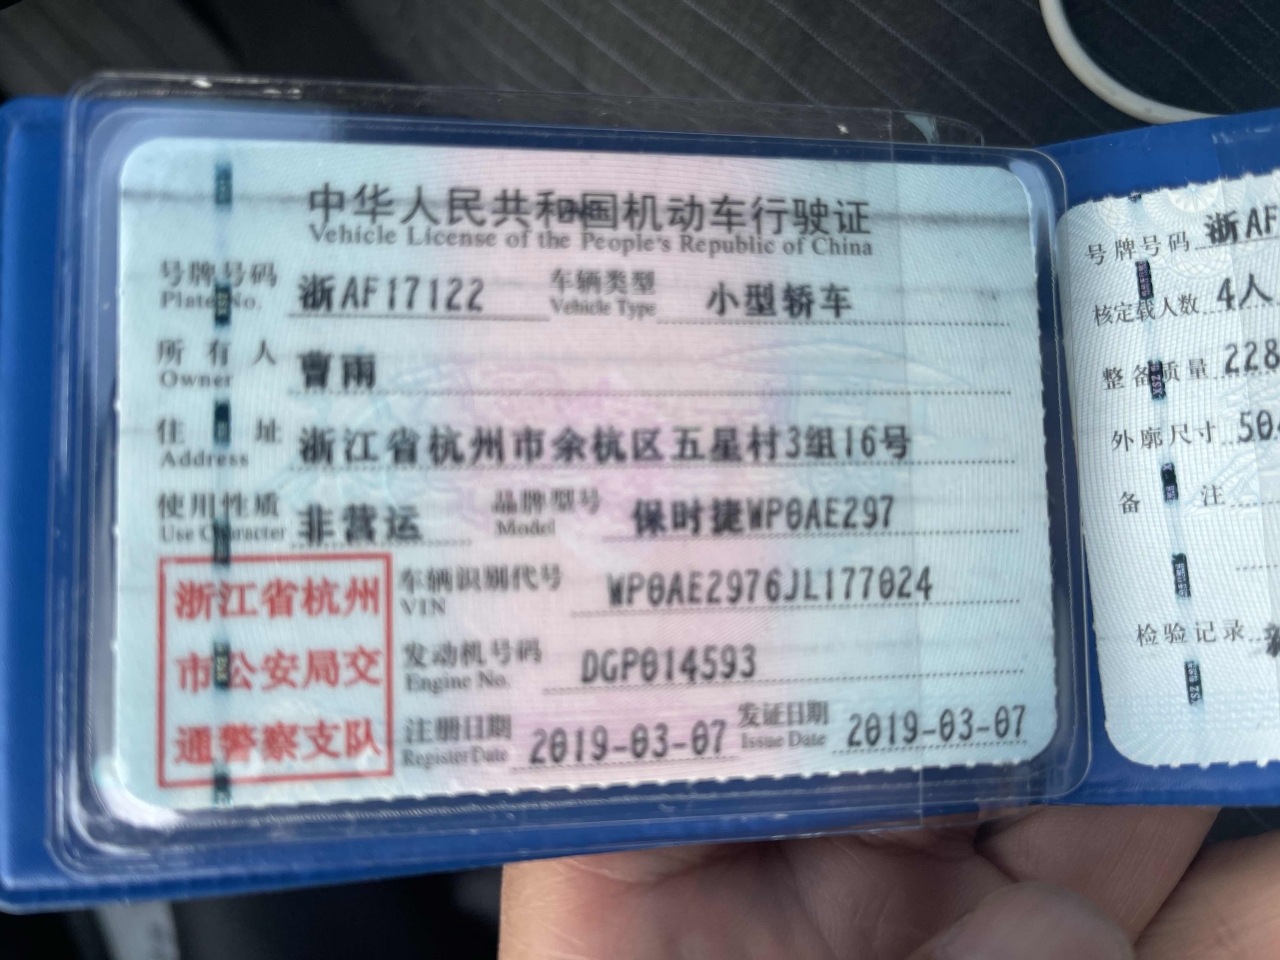 中华人民共和国机动车行驶证
Vehicle License of the People's Republic of China
号牌号码 浙AF17122 车辆类型 小型轿车
Plate No. Vehicle Type
所有人 曹雨
Owner
住址 浙江省杭州市余杭区五星村3组16号
Address
使用性质 非营运 品牌型号 保时捷WP0AE297
Use Character Model
浙江省杭州
市公安局交
通警察支队
车辆识别代号 WP0AE2976JL177024
VIN
发动机号码 DGP014593
Engine No.
注册日期 2019-03-07 发证日期 2019-03-07
Register Date Issue Date
号牌号码 浙AF
核定载人数 4人
整备质量 228
外廓尺寸 50
备注
检验记录